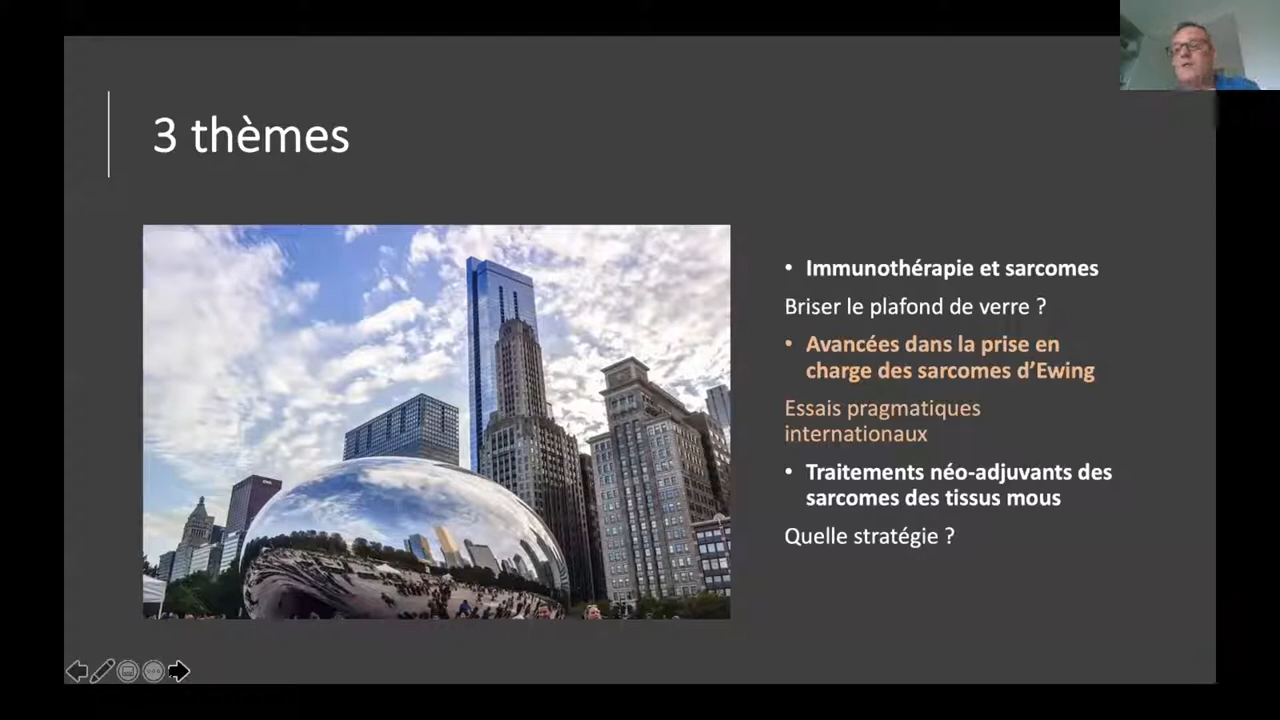 3 thèmes
• Immunothérapie et sarcomes
Briser le plafond de verre ?
• Avancées dans la prise en
charge des sarcomes d’Ewing
Essais pragmatiques
internationaux
• Traitements néo-adjuvants des
sarcomes des tissus mous
Quelle stratégie ?